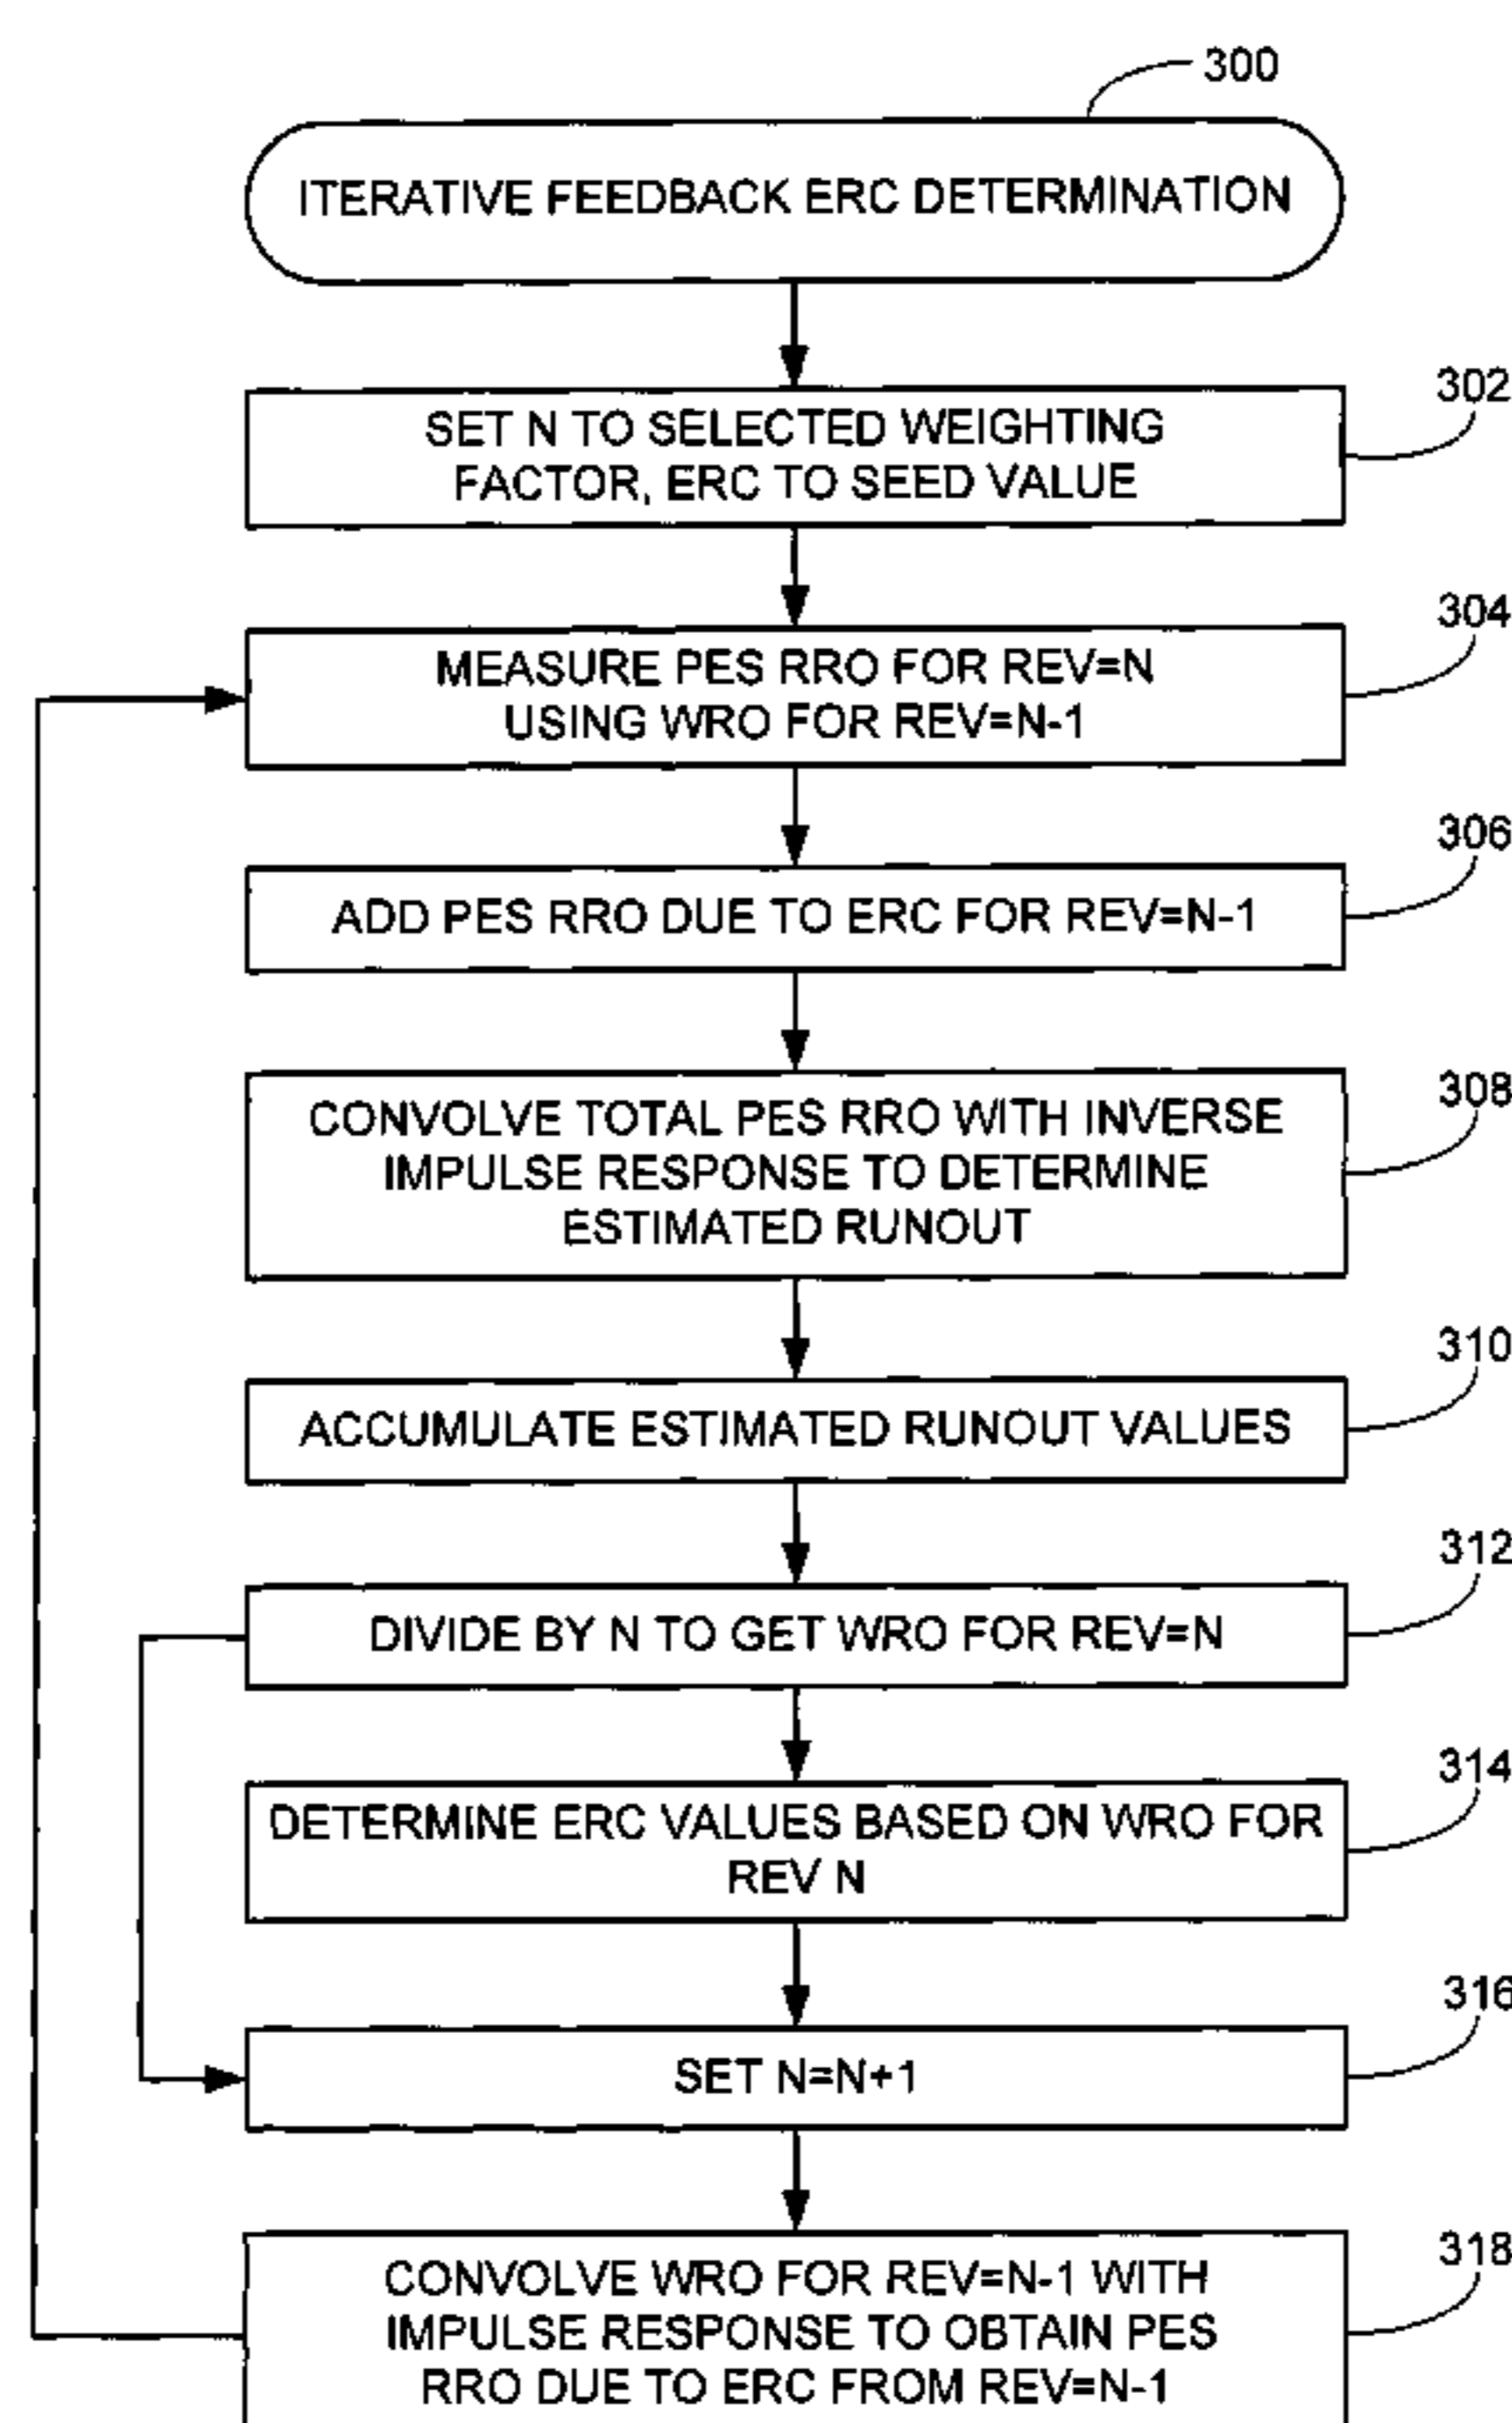 300
ITERATIVE FEEDBACK ERC DETERMINATION
302
SET N TO SELECTED WEIGHTING
FACTOR, ERC TO SEED VALUE
304
MEASURE PES RRO FOR REV=N
USING WRO FOR REV=N-1
306
ADD PES RRO DUE TO ERC FOR REV=N-1
308
CONVOLVE TOTAL PES RRO WITH INVERSE
IMPULSE RESPONSE TO DETERMINE
ESTIMATED RUNOUT
310
ACCUMULATE ESTIMATED RUNOUT VALUES
312
DIVIDE BY N TO GET WRO FOR REV=N
314
DETERMINE ERC VALUES BASED ON WRO FOR
REV N
316
SET N=N+1
318
CONVOLVE WRO FOR REV=N-1 WITH
IMPULSE RESPONSE TO OBTAIN PES
RRO DUE TO ERC FROM REV=N-1